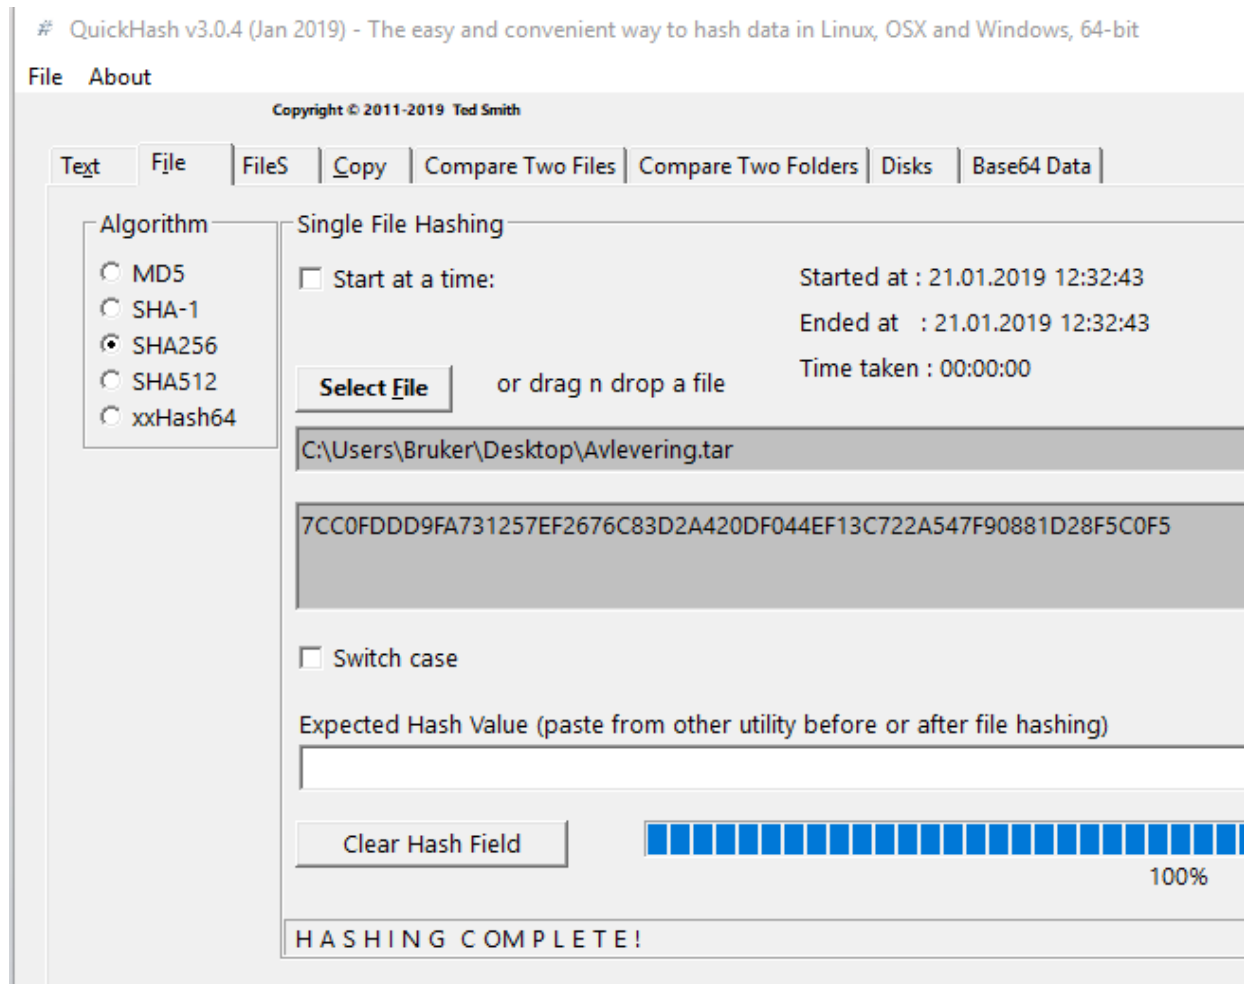 # QuickHash v3.0.4 (Jan 2019) - The easy and convenient way to hash data in Linux, OSX and Windows, 64-bit
File About
Copyright © 2011-2019 Ted Smith
Text File FileS Copy Compare Two Files Compare Two Folders Disks Base64 Data
Algorithm
MD5
SHA-1
SHA256
SHA512
xxHash64
Single File Hashing
Start at a time:
Started at : 21.01.2019 12:32:43
Ended at : 21.01.2019 12:32:43
Time taken : 00:00:00
Select File or drag n drop a file
C:\Users\Bruker\Desktop\Avlevering.tar
7CC0FDDD9FA731257EF2676C83D2A420DF044EF13C722A547F90881D28F5C0F5
Switch case
Expected Hash Value (paste from other utility before or after file hashing)
Clear Hash Field
100%
HASHING COMPLETE!